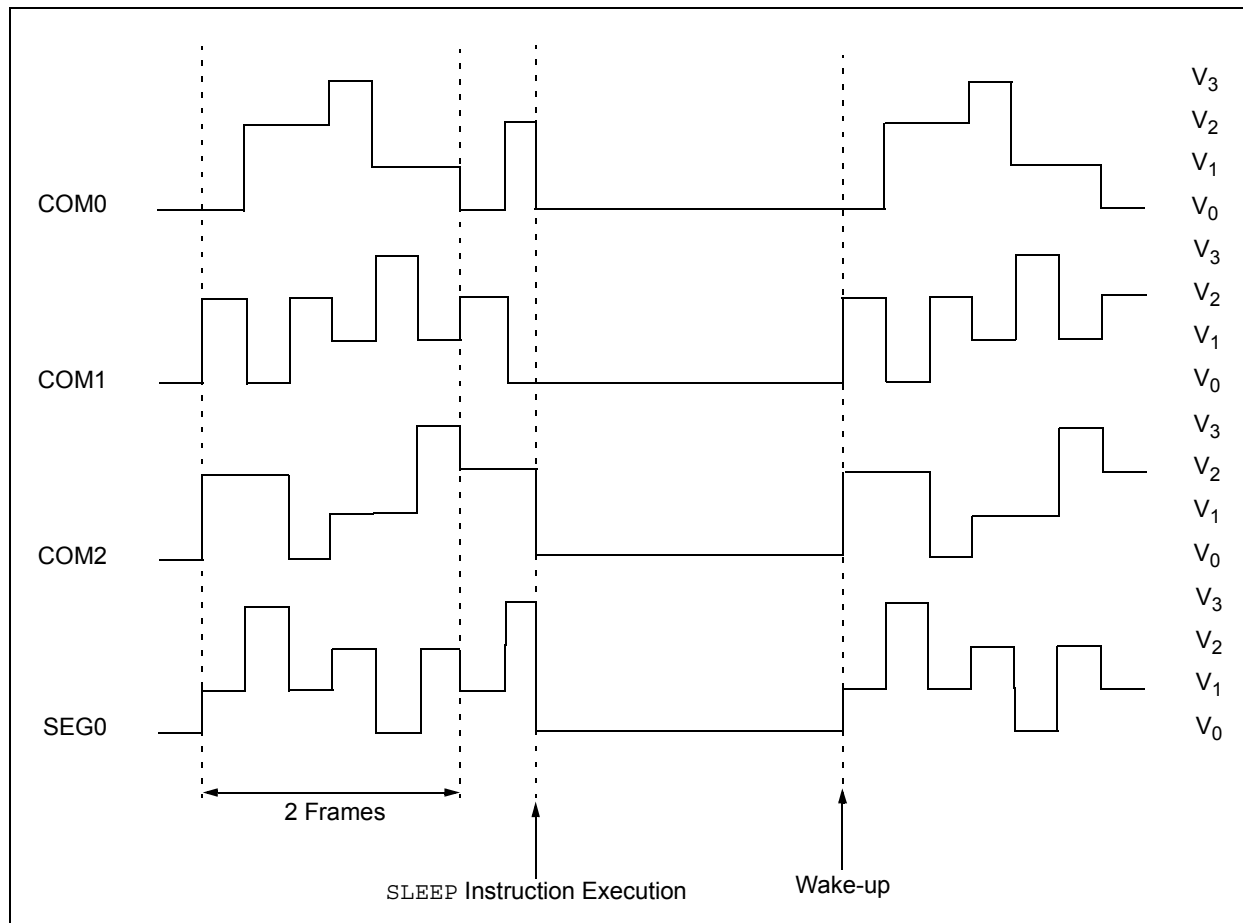 V3
V2
V1
COM0 V0
V3
V2
V1
COM1 V0
V3
V2
V1
COM2 V0
V3
V2
V1
SEG0 V0
2 Frames
SLEEP Instruction Execution
Wake-up